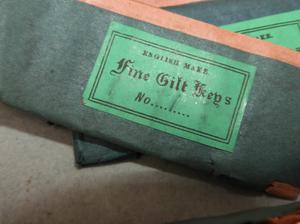 ENGLISH MAKE
Fine Gilt Keys
No..........